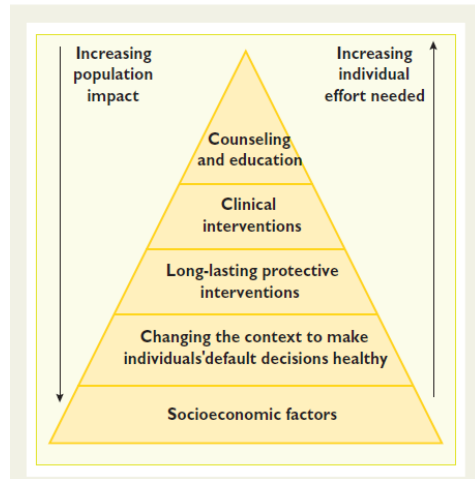 Increasing
population
impact
Increasing
individual
effort needed
Counseling
and education
Clinical
interventions
Long-lasting protective
interventions
Changing the context to make
individuals'default decisions healthy
Socioeconomic factors